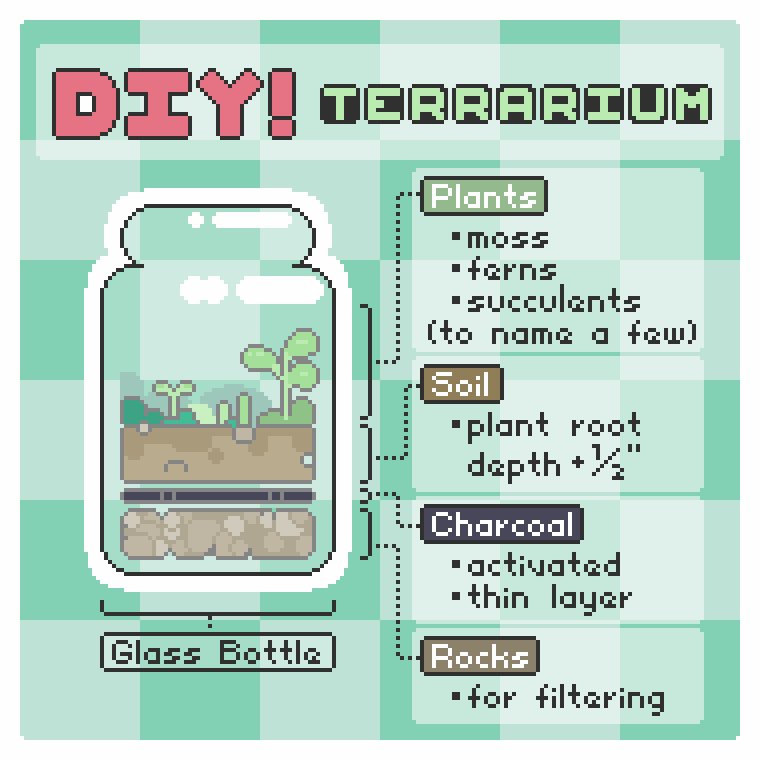 DIY! TERRARIUM
Plants
•moss
•ferns
•succulents
(to name a few)
Soil
•plant root
depth +½"
Charcoal
•activated
•thin layer
Rocks
•for filtering
Glass Bottle